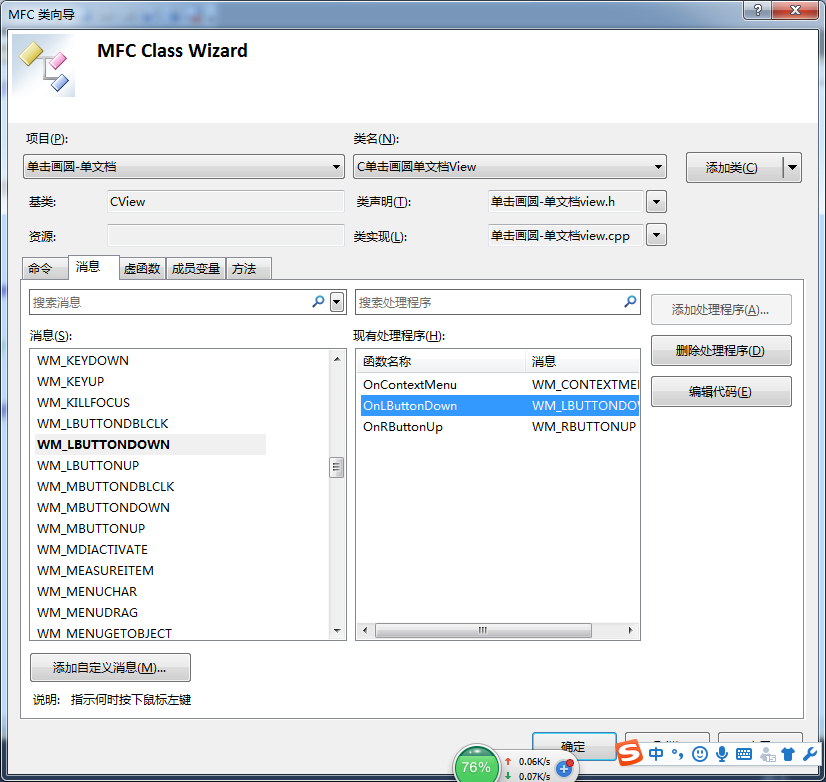 MFC 类向导
MFC Class Wizard
项目(P):
类名(N):
单击画圆-单文档
C单击画圆单文档View
添加类(C)
基类:
CView
类声明(T):
单击画圆-单文档view.h
资源:
类实现(L):
单击画圆-单文档view.cpp
命令 消息 虚函数 成员变量 方法
搜索消息
搜索处理程序
添加处理程序(A)...
消息(S):
现有处理程序(H):
删除处理程序(D)
编辑代码(E)
WM_KEYDOWN
WM_KEYUP
WM_KILLFOCUS
WM_LBUTTONDBLCLK
WM_LBUTTONDOWN
WM_LBUTTONUP
WM_MBUTTONDBLCLK
WM_MBUTTONDOWN
WM_MBUTTONUP
WM_MDIACTIVATE
WM_MEASUREITEM
WM_MENUCHAR
WM_MENUDRAG
WM_MENUGETOBJECT
函数名称 消息
OnContextMenu WM_CONTEXTME
OnLButtonDown WM_LBUTTONDO
OnRButtonUp WM_RBUTTONUP
添加自定义消息(M)...
说明: 指示何时按下鼠标左键
确定
76%
0.06K/s
0.07K/s
中